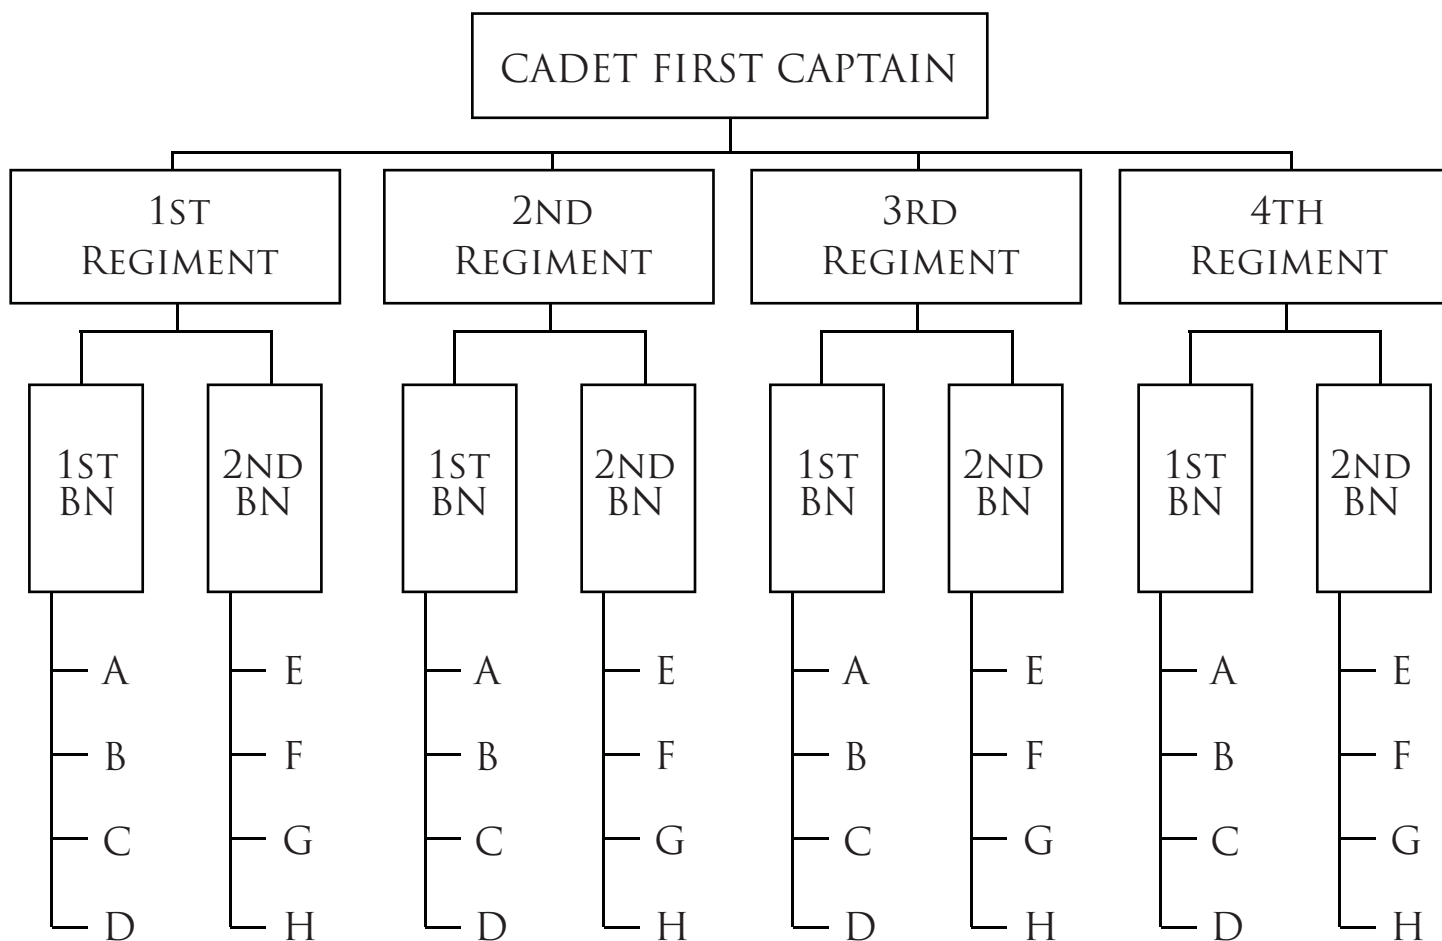 CADET FIRST CAPTAIN
1ST
REGIMENT
2ND
REGIMENT
3RD
REGIMENT
4TH
REGIMENT
1ST
BN
2ND
BN
1ST
BN
2ND
BN
1ST
BN
2ND
BN
1ST
BN
2ND
BN
A
B
C
D
E
F
G
H
A
B
C
D
E
F
G
H
A
B
C
D
E
F
G
H
A
B
C
D
E
F
G
H